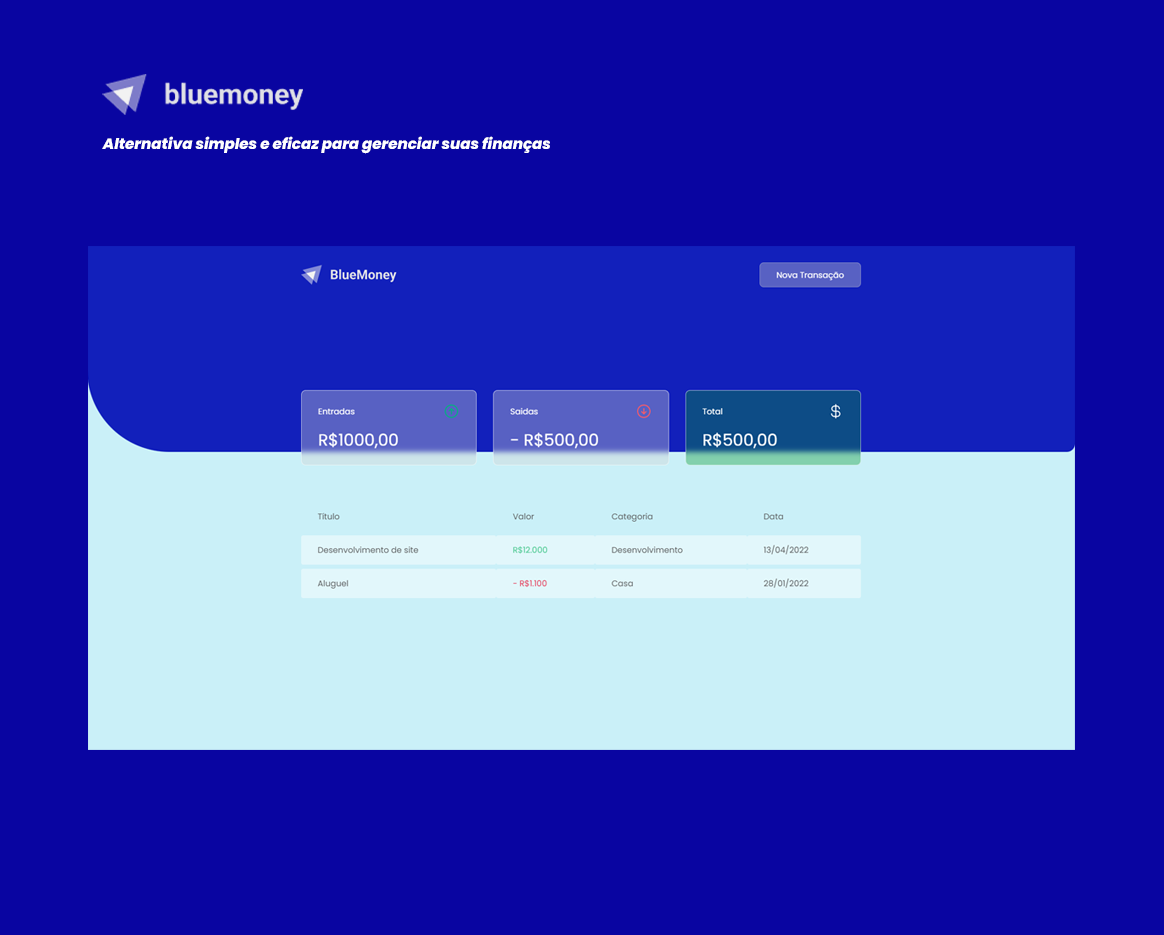 bluemoney
Alternativa simples e eficaz para gerenciar suas finanças
BlueMoney
Nova Transação
Entradas
R$1000,00
Saidas
- R$500,00
Total
$
R$500,00
Titulo Valor Categoria Data
Desenvolvimento de site R$12.000 Desenvolvimento 13/04/2022
Aluguel - R$1.100 Casa 28/01/2022